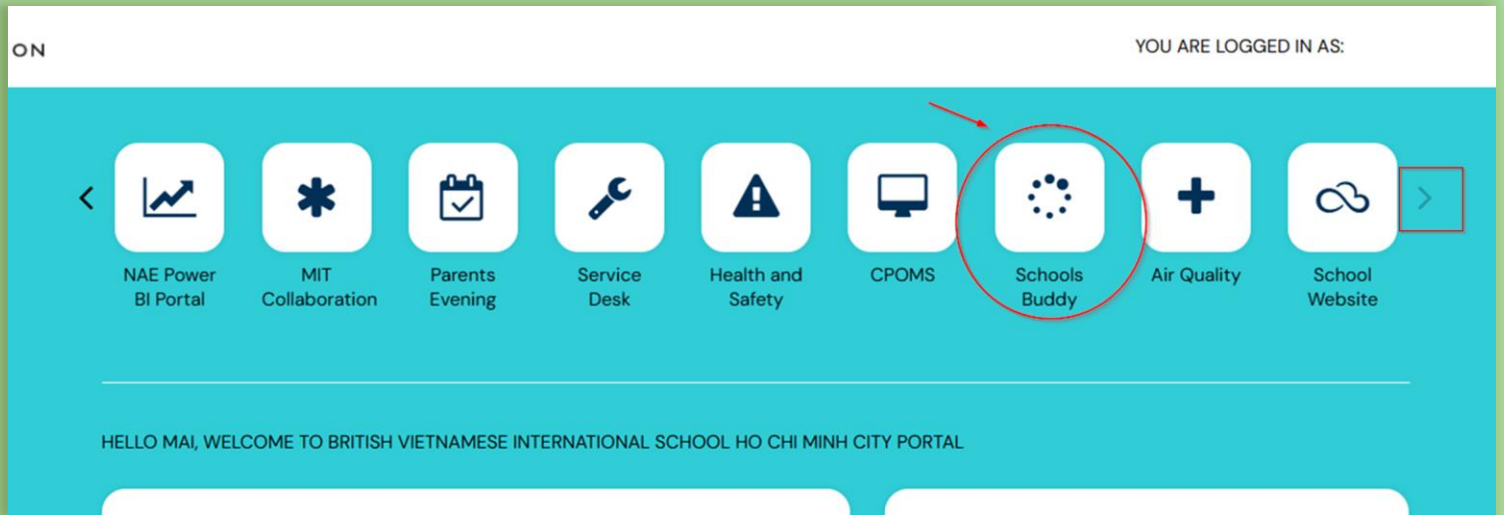 ON
YOU ARE LOGGED IN AS:
NAE Power
BI Portal
MIT
Collaboration
Parents
Evening
Service
Desk
Health and
Safety
CPOMS
Schools
Buddy
Air Quality
School
Website
HELLO MAI, WELCOME TO BRITISH VIETNAMESE INTERNATIONAL SCHOOL HO CHI MINH CITY PORTAL